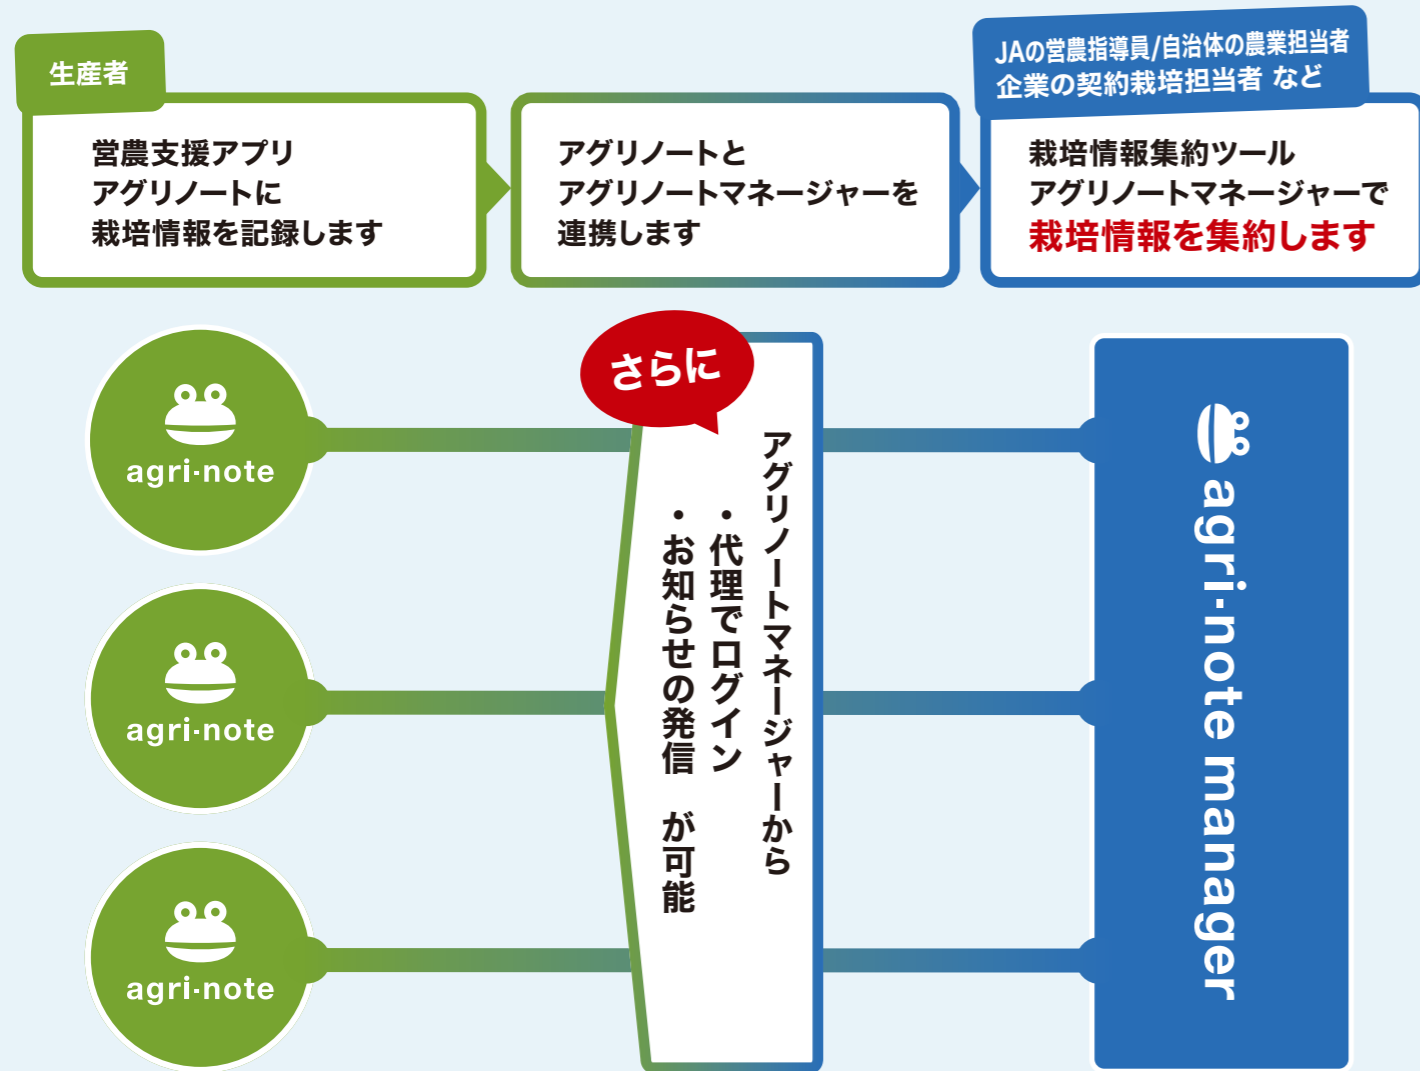 生産者
営農支援アプリ
アグリノートに
栽培情報を記録します
アグリノートと
アグリノートマネージャーを
連携します
JAの営農指導員/自治体の農業担当者
企業の契約栽培担当者 など
栽培情報集約ツール
アグリノートマネージャーで
栽培情報を集約します
agri-note
agri-note
agri-note
さらに
アグリノートマネージャーから
・代理でログイン
・お知らせの発信 が可能
agri-note manager